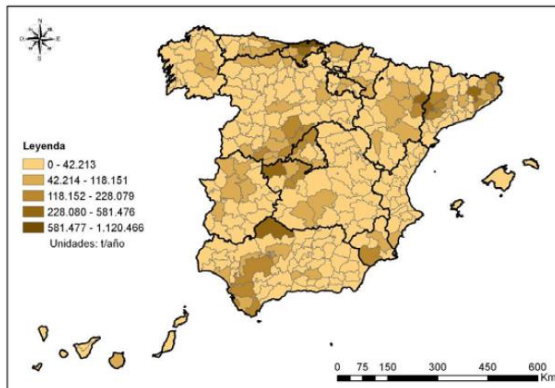 N
O E
S
Leyenda
0 - 42.213
42.214 - 118.151
118.152 - 228.079
228.080 - 581.476
581.477 - 1.120.466
Unidades: t/año
0 75 150 300 450 600
Km